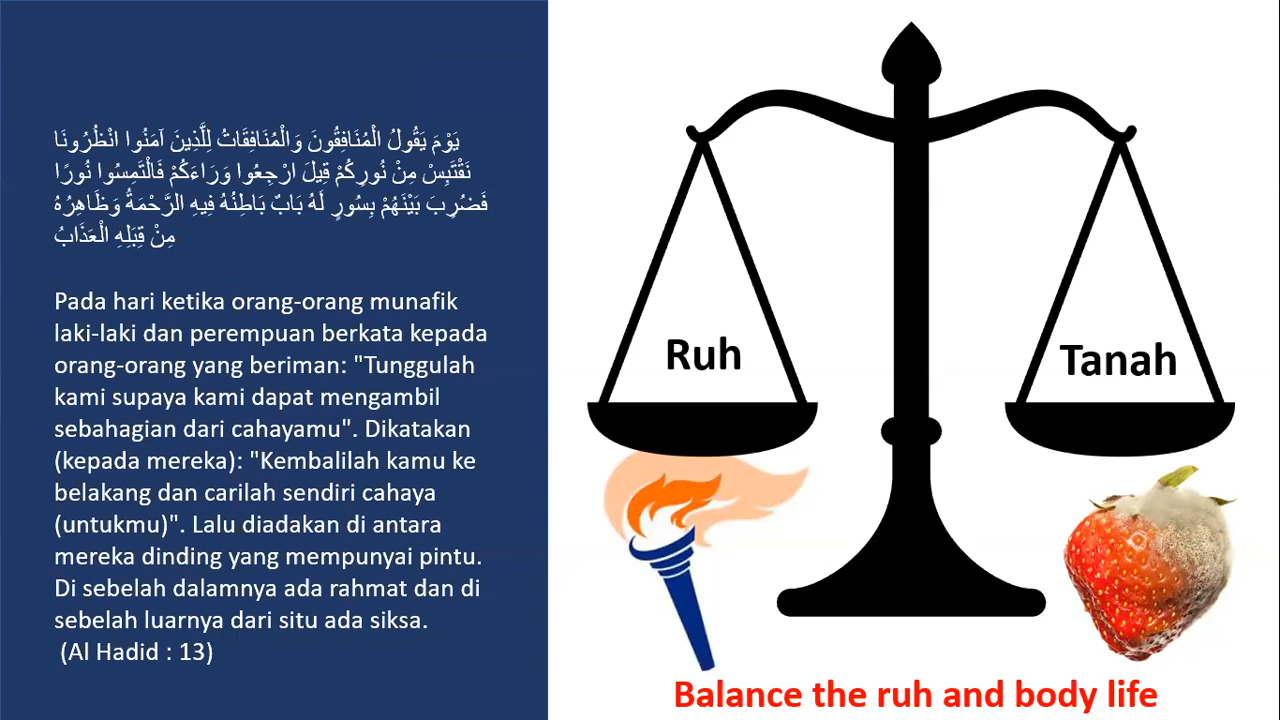 يَوْمَ يَقُولُ الْمُنَافِقُونَ وَالْمُنَافِقَاتُ لِلَّذِينَ آمَنُوا انْظُرُونَا
نَقْتَبِسْ مِنْ نُورِكُمْ قِيلَ ارْجِعُوا وَرَاءَكُمْ فَالْتَمِسُوا نُورًا
فَضُرِبَ بَيْنَهُمْ بِسُورٍ لَهُ بَابٌ بَاطِنُهُ فِيهِ الرَّحْمَةُ وَظَاهِرُهُ
مِنْ قِبَلِهِ الْعَذَابُ
Pada hari ketika orang-orang munafik
laki-laki dan perempuan berkata kepada
orang-orang yang beriman: "Tunggulah
kami supaya kami dapat mengambil
sebahagian dari cahayamu". Dikatakan
(kepada mereka): "Kembalilah kamu ke
belakang dan carilah sendiri cahaya
(untukmu)". Lalu diadakan di antara
mereka dinding yang mempunyai pintu.
Di sebelah dalamnya ada rahmat dan di
sebelah luarnya dari situ ada siksa.
(Al Hadid : 13)
Ruh
Tanah
Balance the ruh and body life